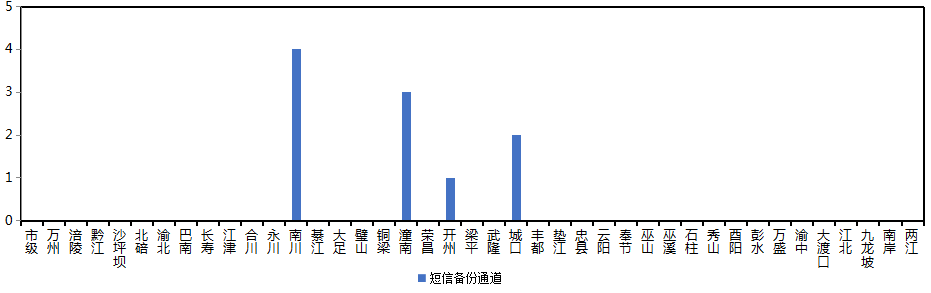 5
4
3
2
1
0
市级
万州
涪陵
黔江
沙坪坝
北碚
渝北
巴南
长寿
江津
合川
永川
南川
綦江
大足
璧山
铜梁
潼南
荣昌
开州
梁平
武隆
城口
丰都
垫江
忠县
云阳
奉节
巫山
巫溪
石柱
秀山
酉阳
彭水
万盛
渝中
大渡口
江北
九龙坡
南岸
两江
短信备份通道